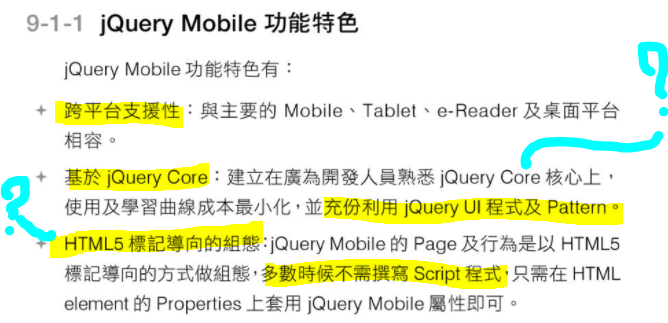 9-1-1 jQuery Mobile 功能特色
jQuery Mobile 功能特色有：
跨平台支援性：與主要的 Mobile、Tablet、e-Reader 及桌面平台
相容。
基於 jQuery Core：建立在廣為開發人員熟悉 jQuery Core 核心上，
使用及學習曲線成本最小化，並充份利用 jQuery UI 程式及 Pattern。
HTML5 標記導向的組態：jQuery Mobile 的 Page 及行為是以 HTML5
標記導向的方式做組態，多數時候不需撰寫 Script 程式，只需在 HTML
element 的 Properties 上套用 jQuery Mobile 屬性即可。
?
?